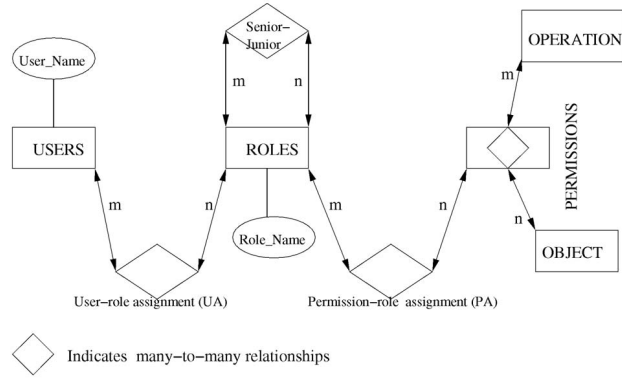 Senior-
Junior
OPERATION
User_Name
m
n
m
USERS
ROLES
PERMISSIONS
m
n
m
n
n
Role_Name
OBJECT
User-role assignment (UA)
Permission-role assignment (PA)
Indicates many-to-many relationships